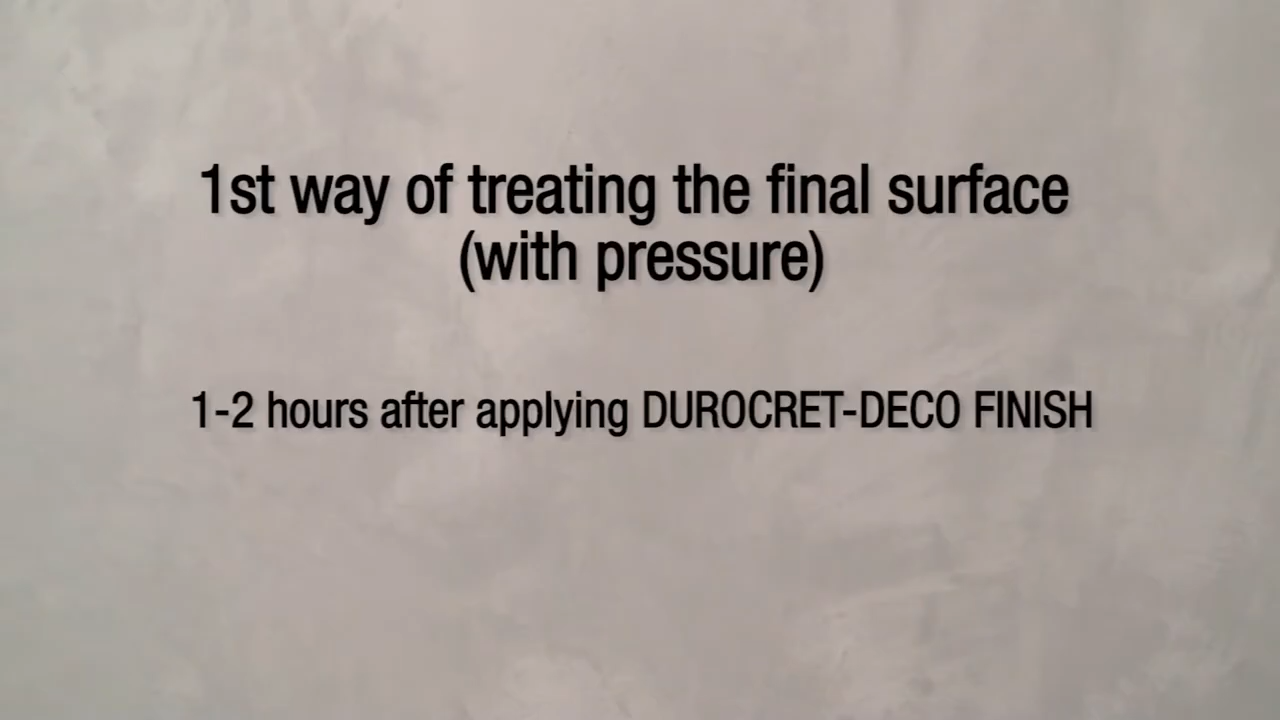 1st way of treating the final surface
(with pressure)
1-2 hours after applying DUROCRET-DECO FINISH